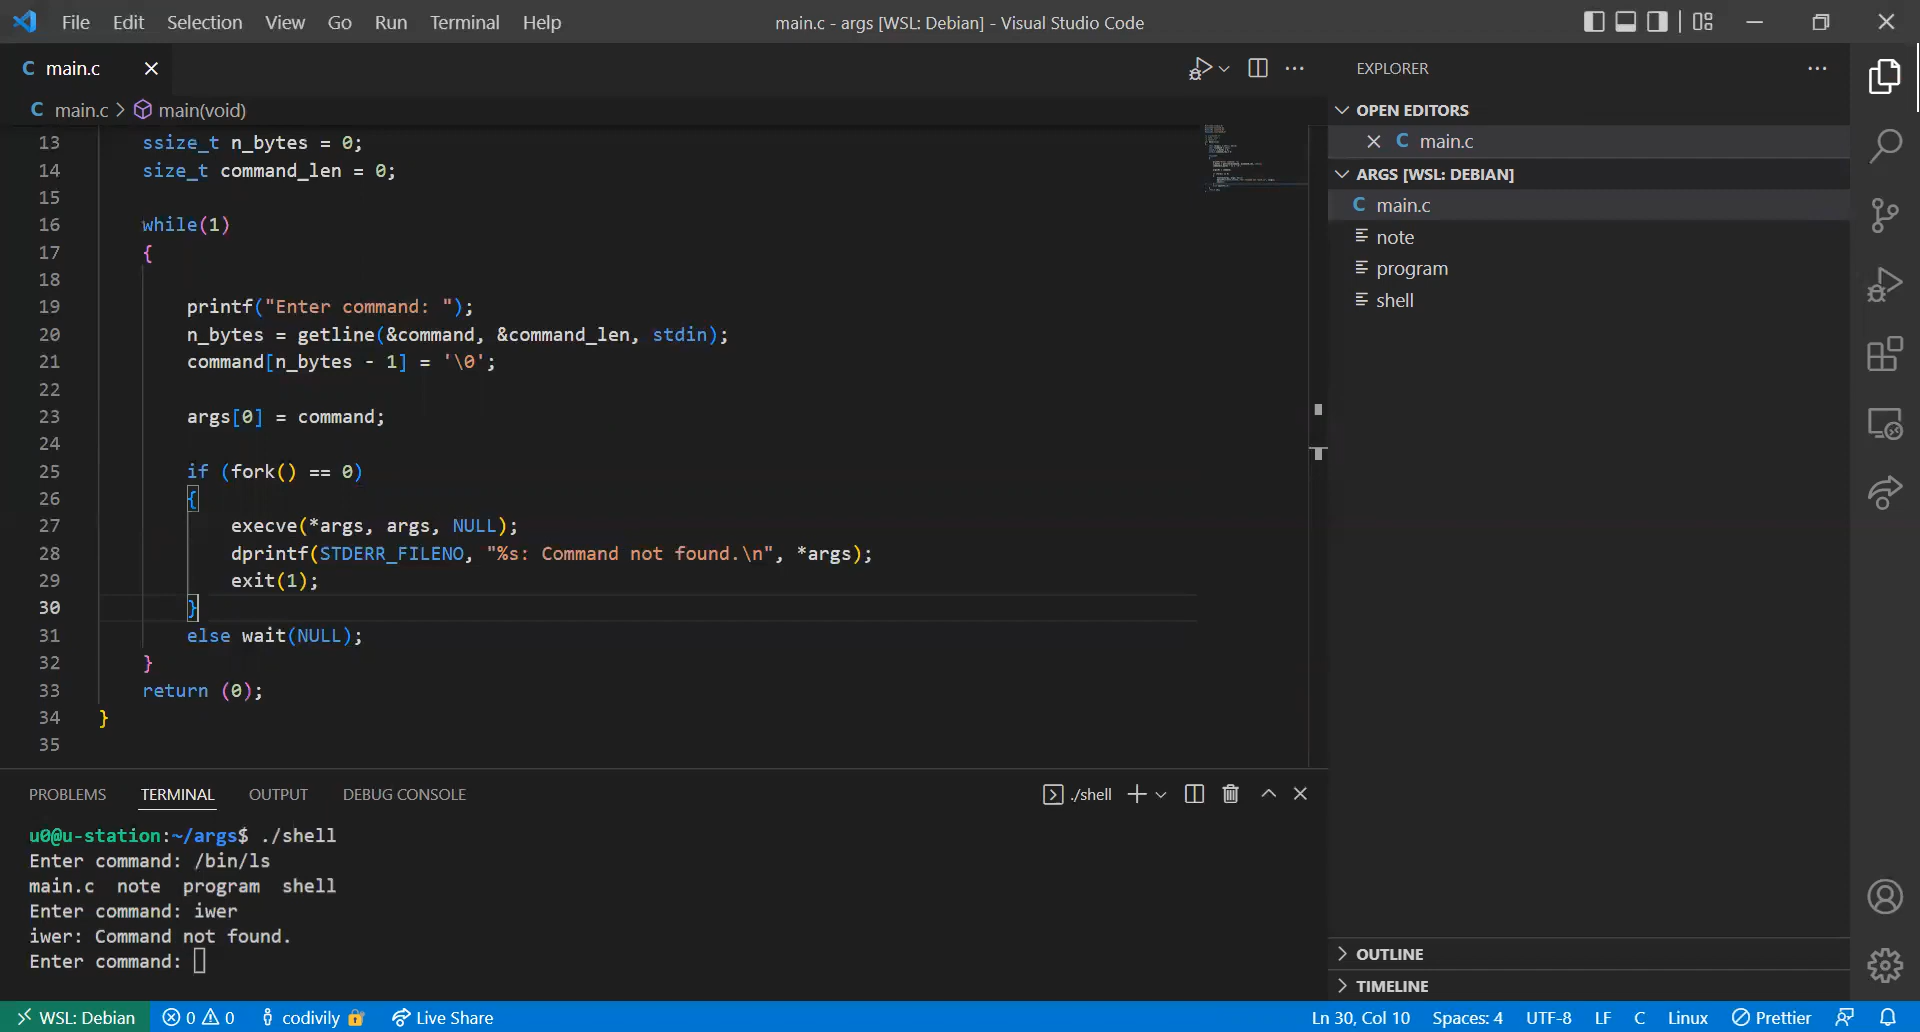 File Edit Selection View Go Run Terminal Help
main.c - args [WSL: Debian] - Visual Studio Code
C main.c
C main.c > main(void)
13 ssize_t n_bytes = 0;
14 size_t command_len = 0;
15
16 while(1)
17 {
18
19 printf("Enter command: ");
20 n_bytes = getline(&command, &command_len, stdin);
21 command[n_bytes - 1] = '\0';
22
23 args[0] = command;
24
25 if (fork() == 0)
26 {
27 execve(*args, args, NULL);
28 dprintf(STDERR_FILENO, "%s: Command not found.\n", *args);
29 exit(1);
30 }
31 else wait(NULL);
32 }
33 return (0);
34 }
35
PROBLEMS TERMINAL OUTPUT DEBUG CONSOLE
./shell
u0@u-station:~/args$ ./shell
Enter command: /bin/ls
main.c note program shell
Enter command: iwer
iwer: Command not found.
Enter command:
EXPLORER
OPEN EDITORS
C main.c
ARGS [WSL: DEBIAN]
C main.c
note
program
shell
OUTLINE
TIMELINE
WSL: Debian 0 0 codivily Live Share
Ln 30, Col 10 Spaces: 4 UTF-8 LF C Linux Prettier